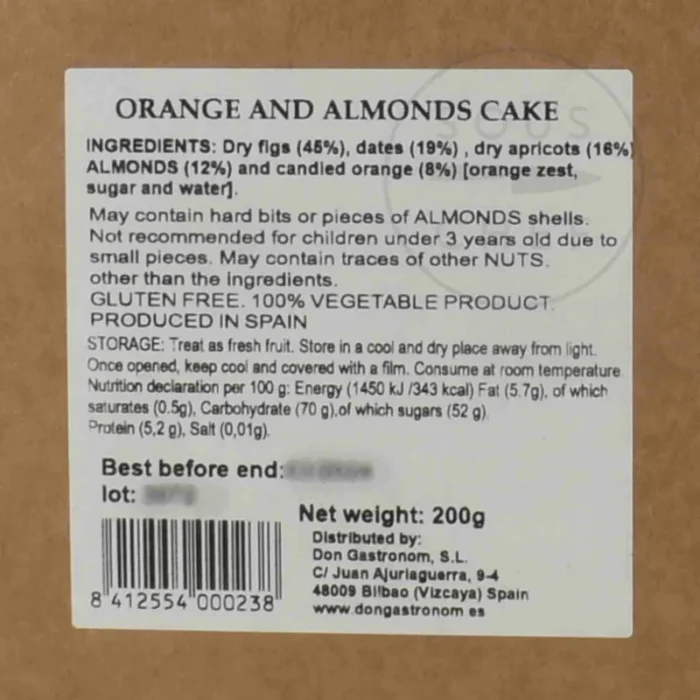 ORANGE AND ALMONDS CAKE
INGREDIENTS: Dry figs (45%), dates (19%) , dry apricots (16%)
ALMONDS (12%) and candied orange (8%) [orange zest,
sugar and water].
May contain hard bits or pieces of ALMONDS shells.
Not recommended for children under 3 years old due to
small pieces. May contain traces of other NUTS.
other than the ingredients.
GLUTEN FREE. 100% VEGETABLE PRODUCT.
PRODUCED IN SPAIN
STORAGE: Treat as fresh fruit. Store in a cool and dry place away from light.
Once opened, keep cool and covered with a film. Consume at room temperature
Nutrition declaration per 100 g: Energy (1450 kJ /343 kcal) Fat (5.7g), of which
saturates (0.5g), Carbohydrate (70 g),of which sugars (52 g)
Protein (5,2 g), Salt (0,01g).
Best before end:
lot:
Net weight: 200g
Distributed by:
Don Gastronom, S.L.
C/ Juan Ajuriaguerra, 9-4
48009 Bilbao (Vizcaya) Spain
www.dongastronom es
8 412554 000238